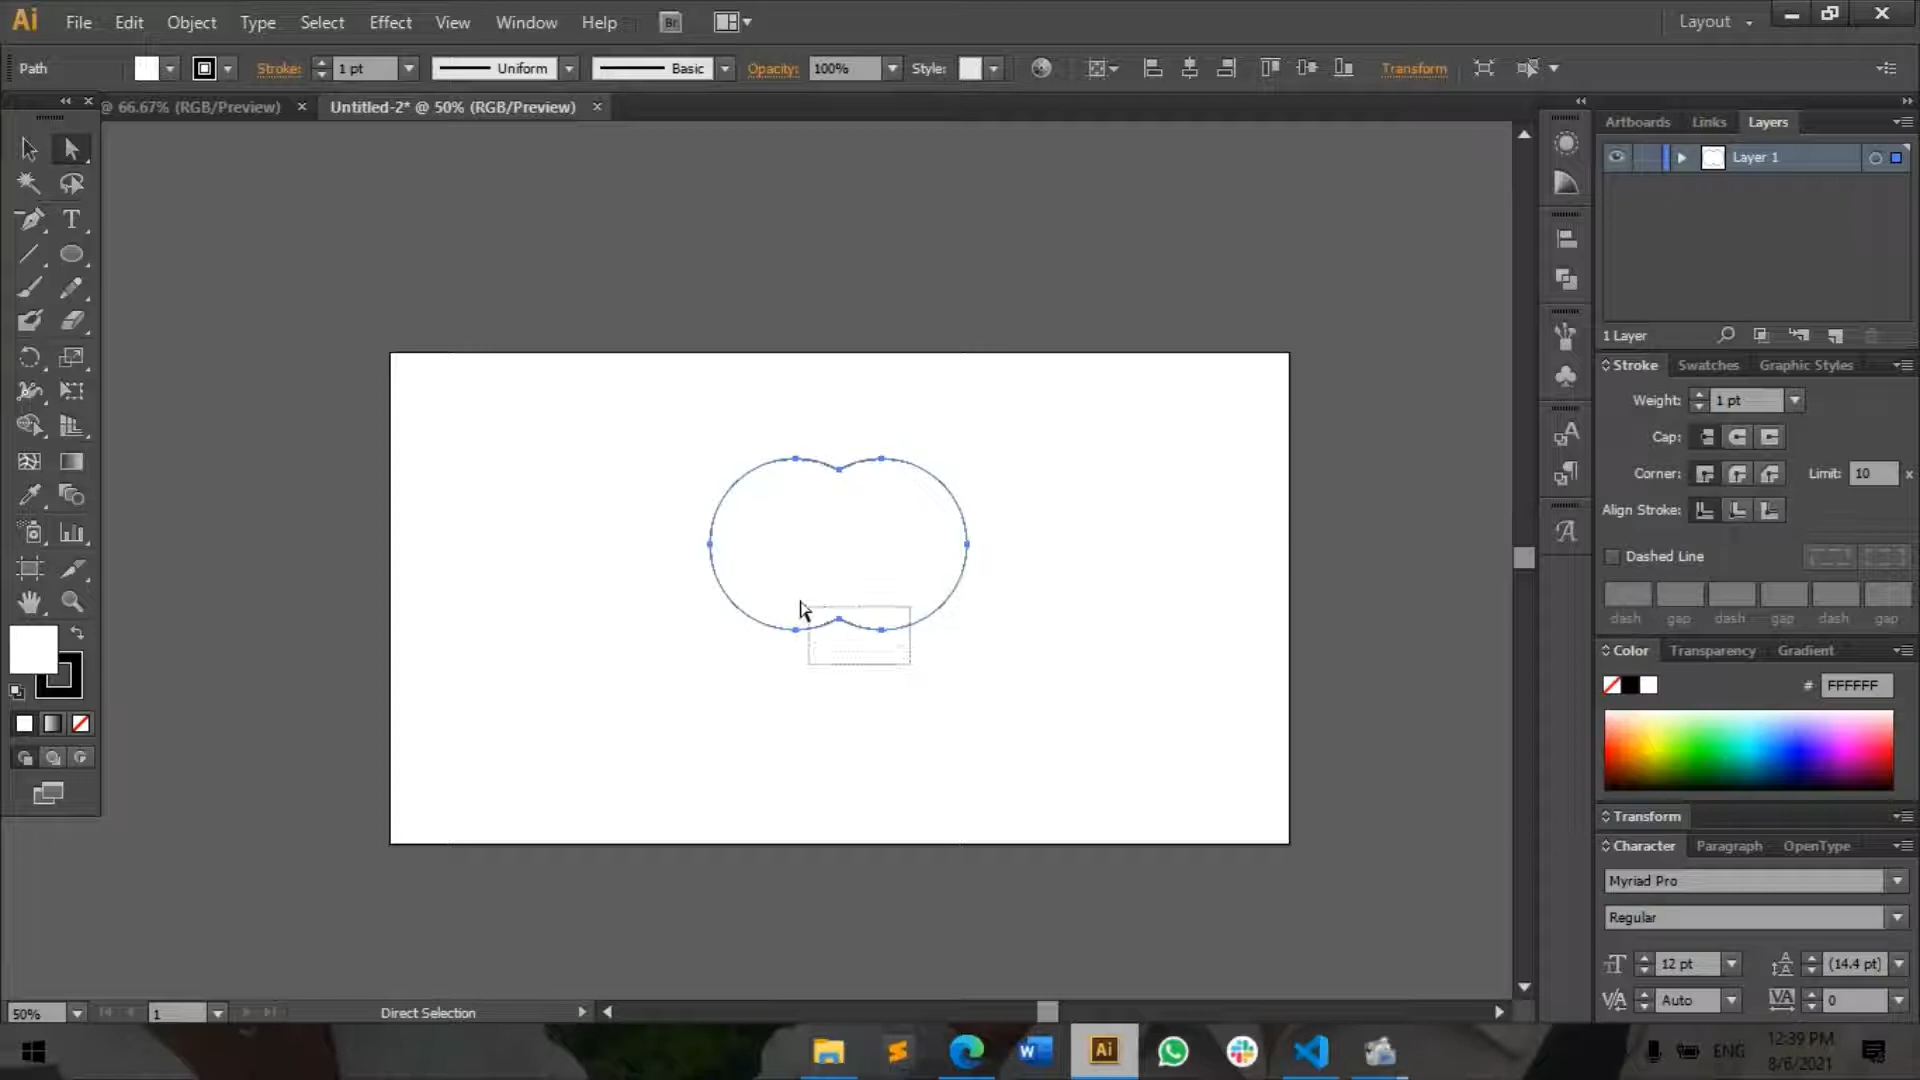 Ai File Edit Object Type Select Effect View Window Help Br Layout
Path Stroke: 1 pt Uniform Basic Opacity: 100% Style: Transform
@ 66.67% (RGB/Preview) × Untitled-2* @ 50% (RGB/Preview) ×
Artboards Links Layers
Layer 1
1 Layer
Stroke Swatches Graphic Styles
Weight: 1 pt
Cap:
Corner: Limit: 10 x
Align Stroke:
Dashed Line
dash gap dash gap dash gap
Color Transparency Gradient
# FFFFFF
Transform
Character Paragraph OpenType
Myriad Pro
Regular
12 pt (14.4 pt)
Auto 0
50% 1 Direct Selection
Ai ENG 12:39 PM
8/6/2021